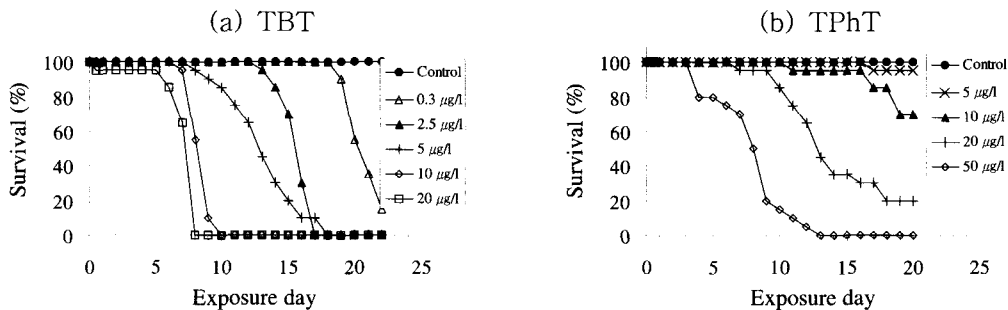 (a) TBT
100
80
60
40
20
0
Survival (%)
0 5 10 15 20 25
Exposure day
Control
0.3 μg/l
2.5 μg/l
5 μg/l
10 μg/l
20 μg/l
(b) TPhT
100
80
60
40
20
0
Survival (%)
0 5 10 15 20 25
Exposure day
Control
5 μg/l
10 μg/l
20 μg/l
50 μg/l